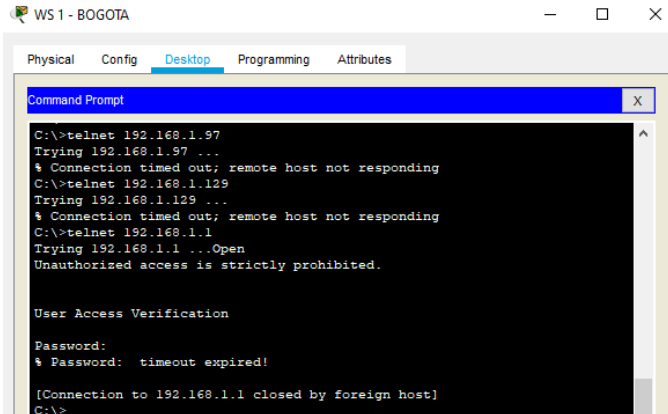 WS 1 - BOGOTA
Physical Config Desktop Programming Attributes
Command Prompt
X
C:\>telnet 192.168.1.97
Trying 192.168.1.97 ...
% Connection timed out; remote host not responding
C:\>telnet 192.168.1.129
Trying 192.168.1.129 ...
% Connection timed out; remote host not responding
C:\>telnet 192.168.1.1
Trying 192.168.1.1 ...Open
Unauthorized access is strictly prohibited.
User Access Verification
Password:
% Password:  timeout expired!
[Connection to 192.168.1.1 closed by foreign host]
C:\>